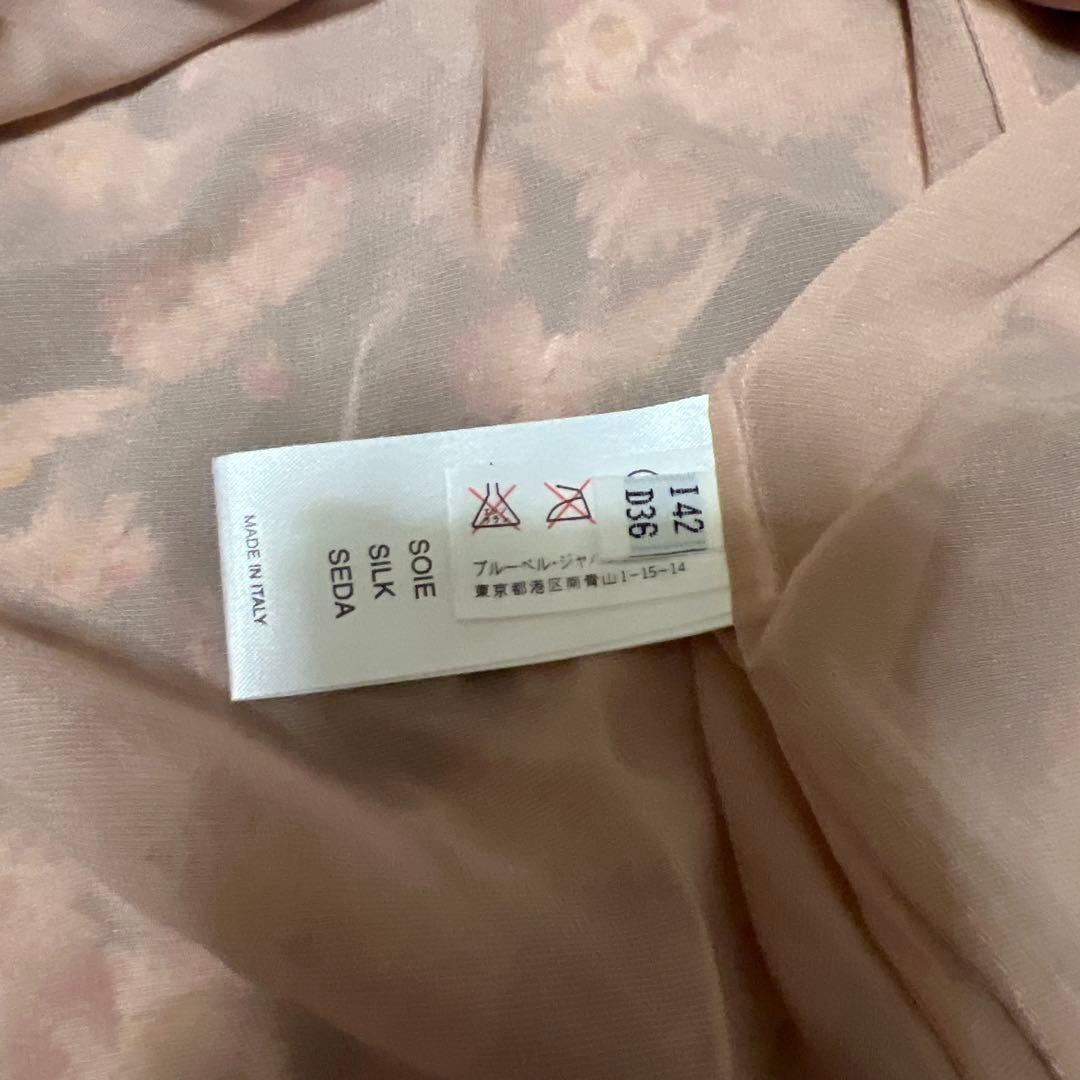 I42
D36
ブルーベル・ジャパ
東京都港区南青山1-15-14
SOIE
SILK
SEDA
MADE IN ITALY